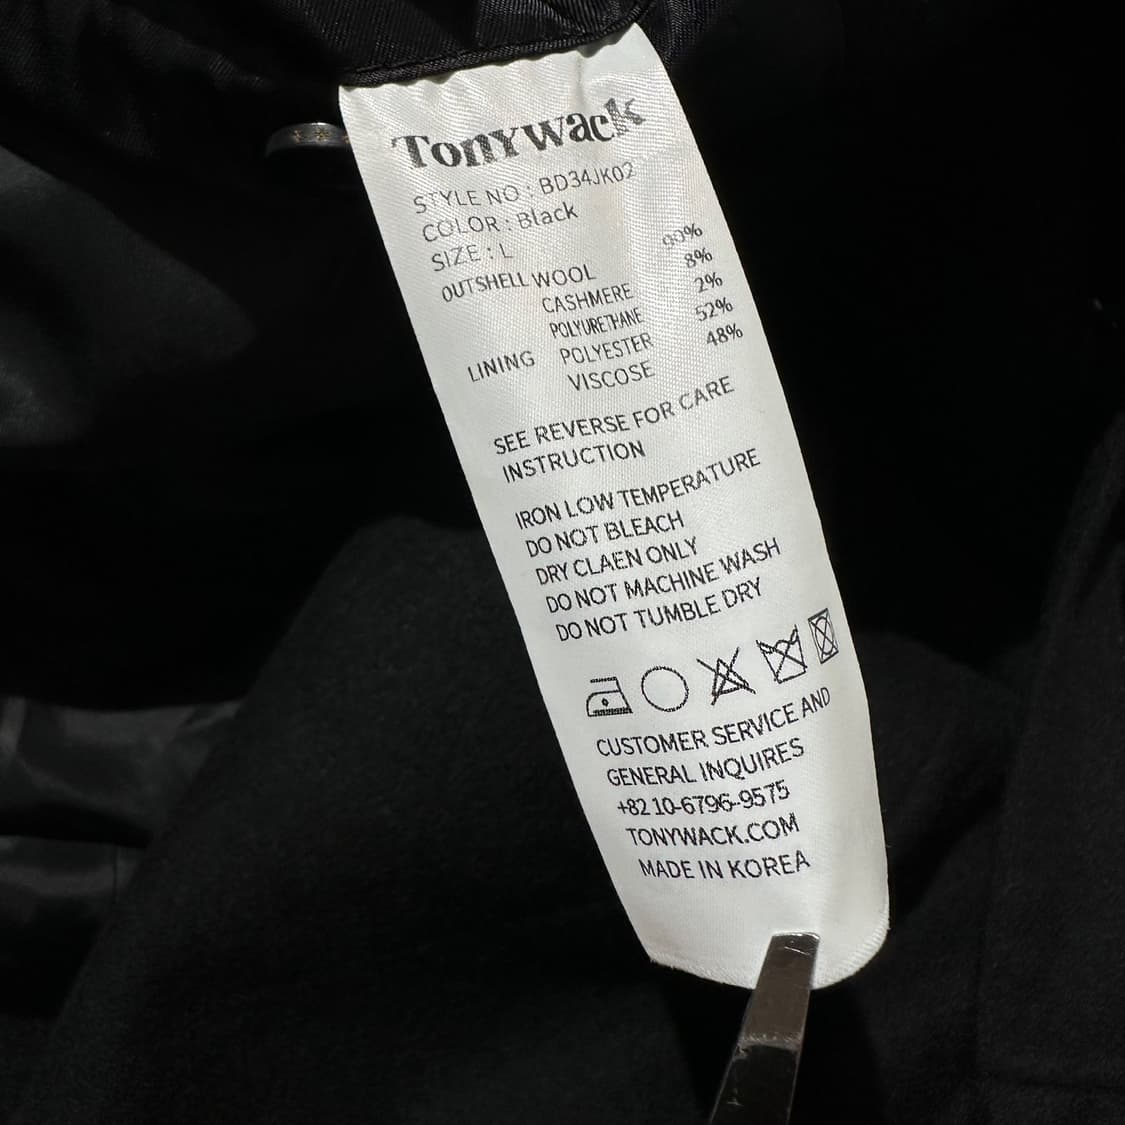 Tonywack
STYLE NO : BD34JK02
COLOR : Black
SIZE : L
OUTSHELL WOOL 90%
CASHMERE 8%
POLYURETHANE 2%
LINING POLYESTER 52%
VISCOSE 48%
SEE REVERSE FOR CARE
INSTRUCTION
IRON LOW TEMPERATURE
DO NOT BLEACH
DRY CLAEN ONLY
DO NOT MACHINE WASH
DO NOT TUMBLE DRY
CUSTOMER SERVICE AND
GENERAL INQUIRES
+82 10-6796-9575
TONYWACK.COM
MADE IN KOREA